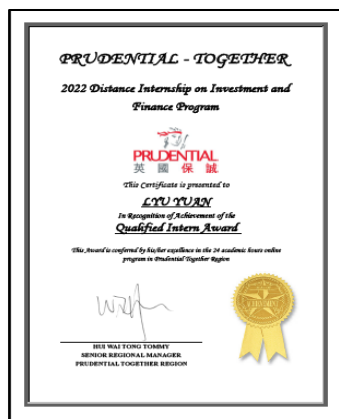 PRUDENTIAL - TOGETHER
2022 Distance Internship on Investment and
Finance Program
PRUDENTIAL
英國保誠
This Certificate is presented to
LYU YUAN
In Recognition of Achievement of the
Qualified Intern Award
This Award is conferred by his/her excellence in the 24 academic hours online
program in Prudential Together Region
HUI WAI TONG TOMMY
SENIOR REGIONAL MANAGER
PRUDENTIAL TOGETHER REGION